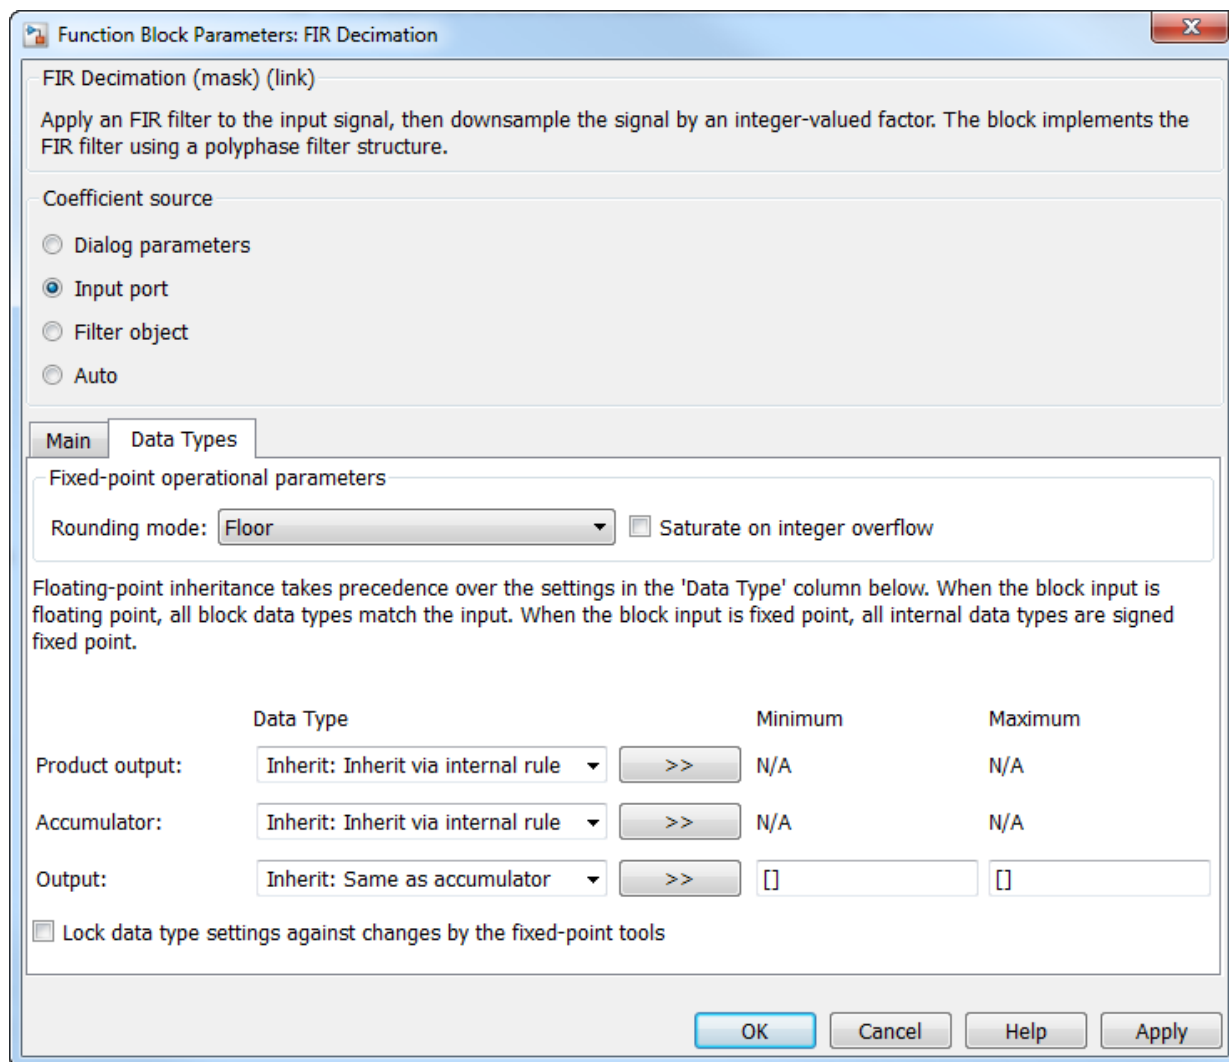 Function Block Parameters: FIR Decimation
X
FIR Decimation (mask) (link)
Apply an FIR filter to the input signal, then downsample the signal by an integer-valued factor. The block implements the
FIR filter using a polyphase filter structure.
Coefficient source
Dialog parameters
Input port
Filter object
Auto
Main Data Types
Fixed-point operational parameters
Rounding mode: Floor Saturate on integer overflow
Floating-point inheritance takes precedence over the settings in the 'Data Type' column below. When the block input is
floating point, all block data types match the input. When the block input is fixed point, all internal data types are signed
fixed point.
Data Type Minimum Maximum
Product output: Inherit: Inherit via internal rule >> N/A N/A
Accumulator: Inherit: Inherit via internal rule >> N/A N/A
Output: Inherit: Same as accumulator >> [] []
Lock data type settings against changes by the fixed-point tools
OK Cancel Help Apply